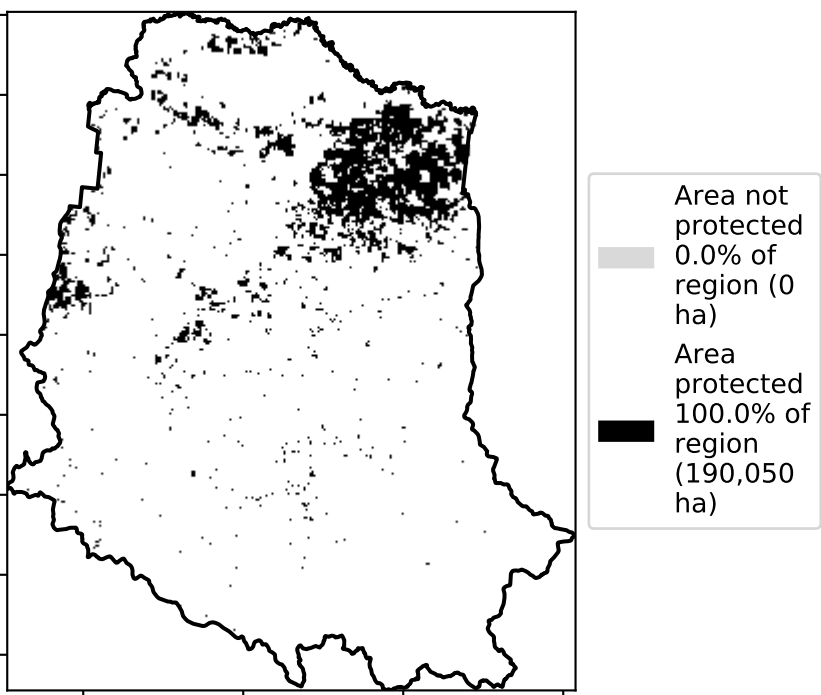 Area not
protected
0.0% of
region (0
ha)
Area
protected
100.0% of
region
(190,050
ha)